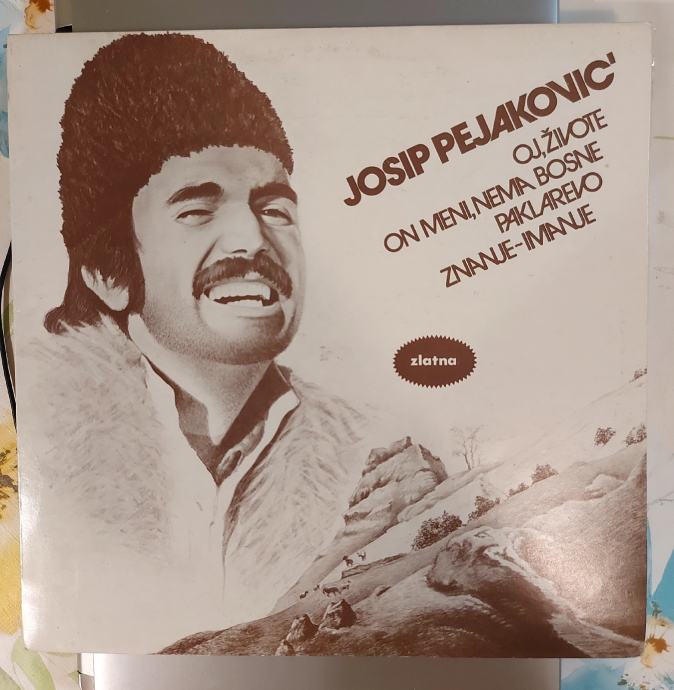 JOSIP PEJAKOVIĆ
OJ, ŽIVOTE
ON MENI, NEMA BOSNE
PAKLAREVO
ZNANJE-IMANJE
zlatna